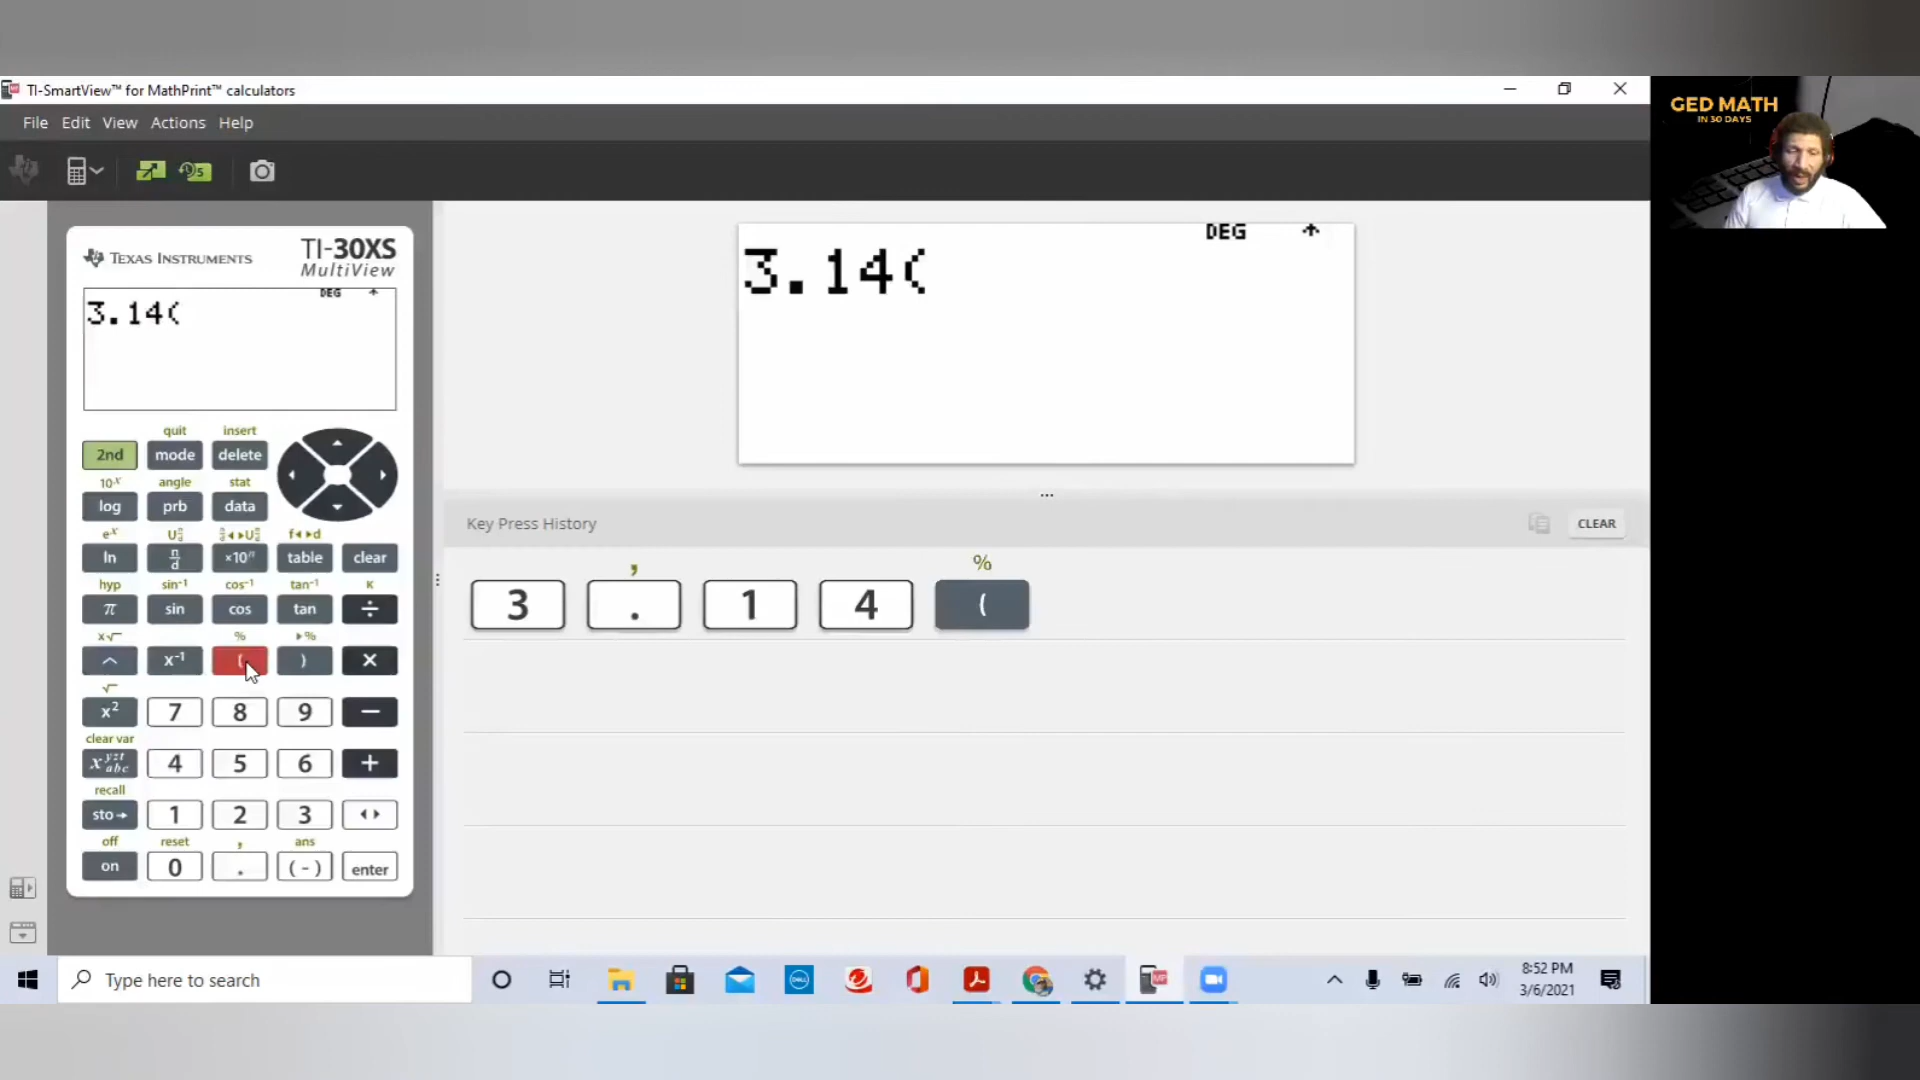 TI-SmartView™ for MathPrint™ calculators
File Edit View Actions Help
GED MATH
IN 30 DAYS
TEXAS INSTRUMENTS
TI-30XS
MultiView
DEG
3.14(
quit insert
2nd mode delete
10ˣ angle stat
log prb data
eˣ f◄►d
ln n/d ×10ⁿ table clear
hyp sin⁻¹ cos⁻¹ tan⁻¹ K
π sin cos tan ÷
x√ % ►%
^ x⁻¹ ( ) ×
√
x² 7 8 9 −
clear var
x yzt abc 4 5 6 +
recall
sto→ 1 2 3 ◄►
off reset , ans
on 0 . (-) enter
DEG
3.14(
Key Press History
CLEAR
, %
3 . 1 4 (
Type here to search
DELL
8:52 PM
3/6/2021